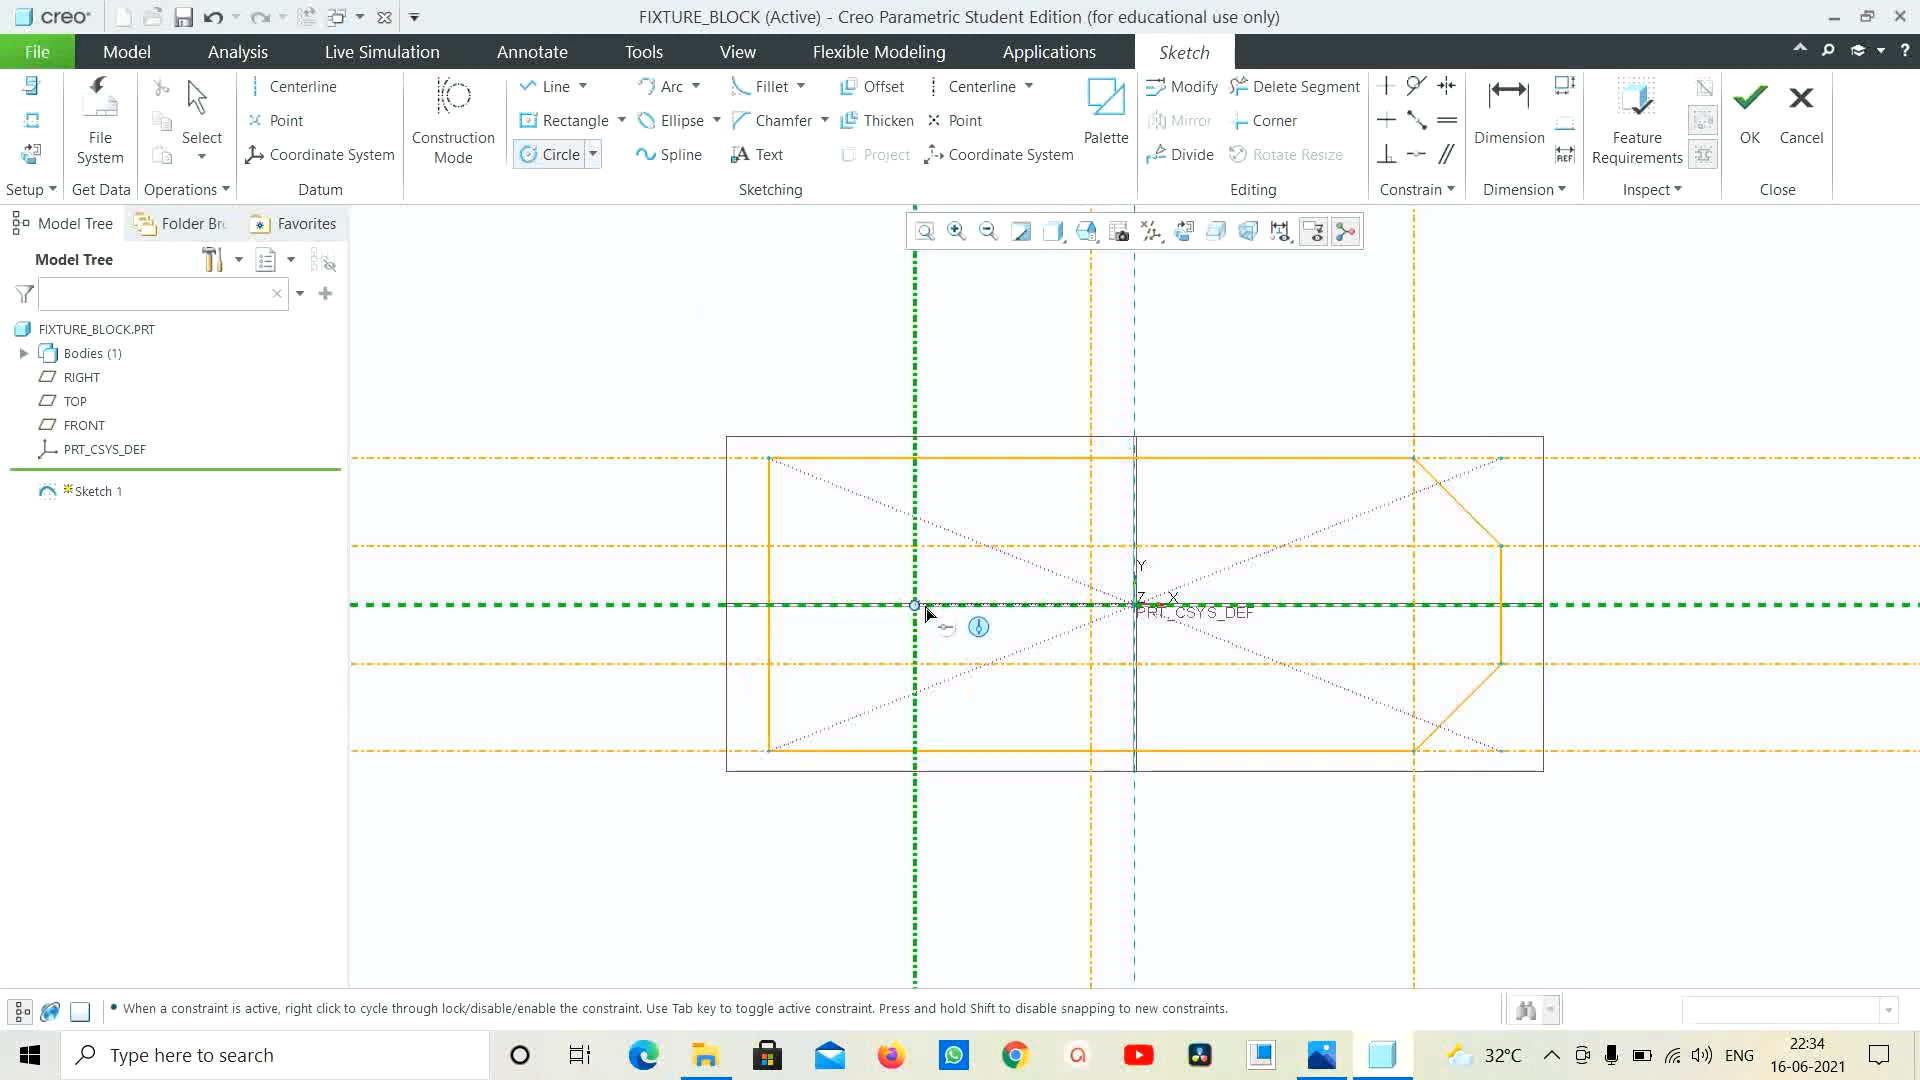 creo
FIXTURE_BLOCK (Active) - Creo Parametric Student Edition (for educational use only)
File Model Analysis Live Simulation Annotate Tools View Flexible Modeling Applications Sketch
Centerline Line Arc Fillet Offset Centerline Modify Delete Segment
Point Rectangle Ellipse Chamfer Thicken Point Mirror Corner
File System Select Coordinate System Construction Mode Circle Spline Text Project Coordinate System Palette Divide Rotate Resize Dimension Feature Requirements OK Cancel
Setup Get Data Operations Datum Sketching Editing Constrain Dimension Inspect Close
REF
Model Tree Folder Br Favorites
Model Tree
FIXTURE_BLOCK.PRT
Bodies (1)
RIGHT
TOP
FRONT
PRT_CSYS_DEF
Sketch 1
Y
Z X
PRT_CSYS_DEF
When a constraint is active, right click to cycle through lock/disable/enable the constraint. Use Tab key to toggle active constraint. Press and hold Shift to disable snapping to new constraints.
Type here to search
32°C
ENG
22:34
16-06-2021